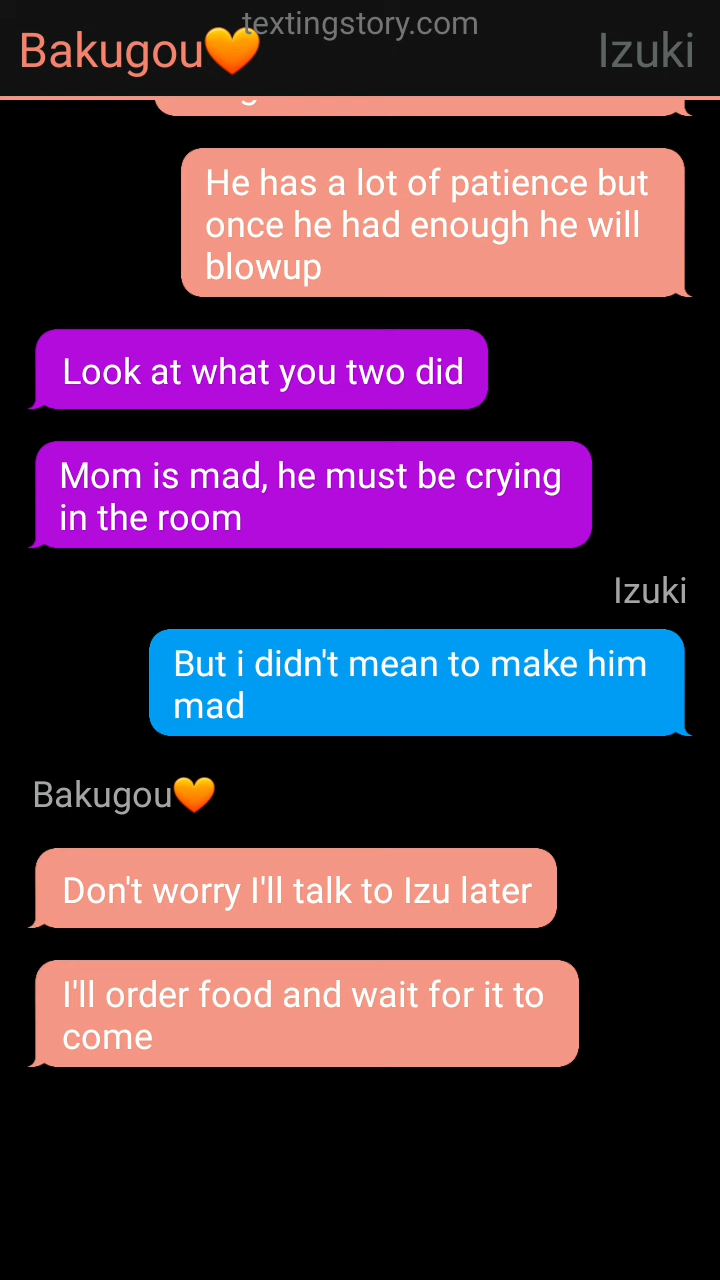 textingstory.com
Bakugou🧡
Izuki
He has a lot of patience but
once he had enough he will
blowup
Look at what you two did
Mom is mad, he must be crying
in the room
Izuki
But i didn't mean to make him
mad
Bakugou🧡
Don't worry I'll talk to Izu later
I'll order food and wait for it to
come